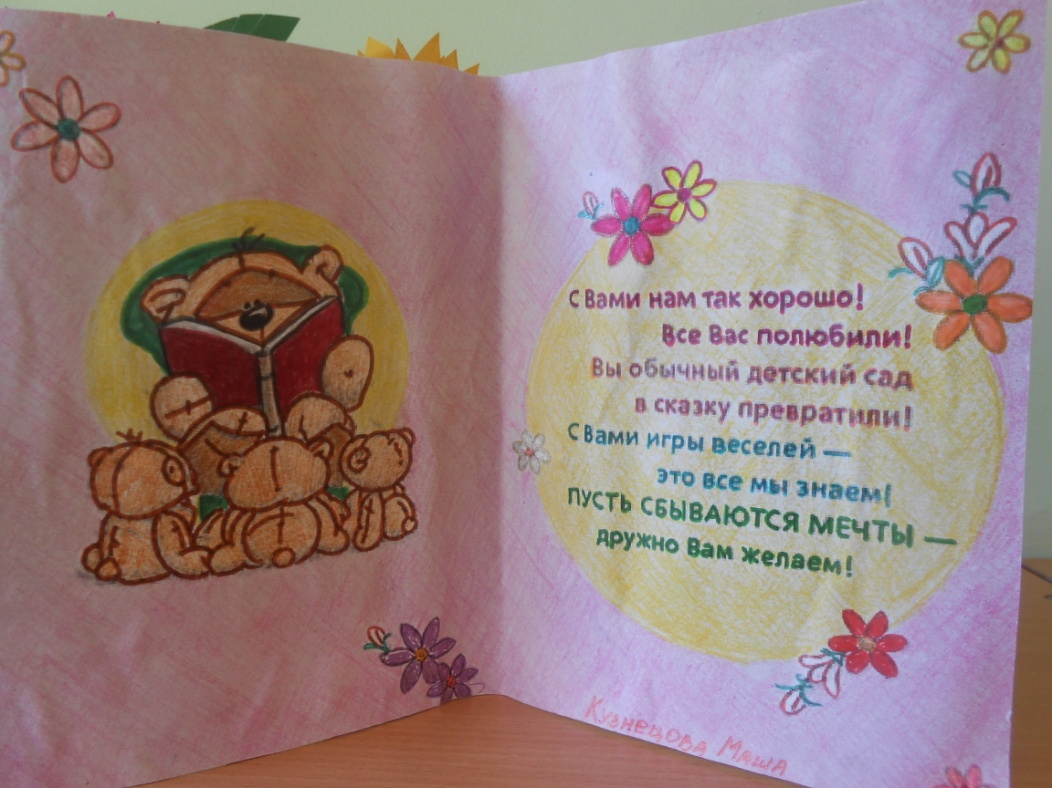 С Вами нам так хорошо!
Все Вас полюбили!
Вы обычный детский сад
в сказку превратили!
С Вами игры веселей —
это все мы знаем!
ПУСТЬ СБЫВАЮТСЯ МЕЧТЫ —
дружно Вам желаем!
Кузнецова Маша